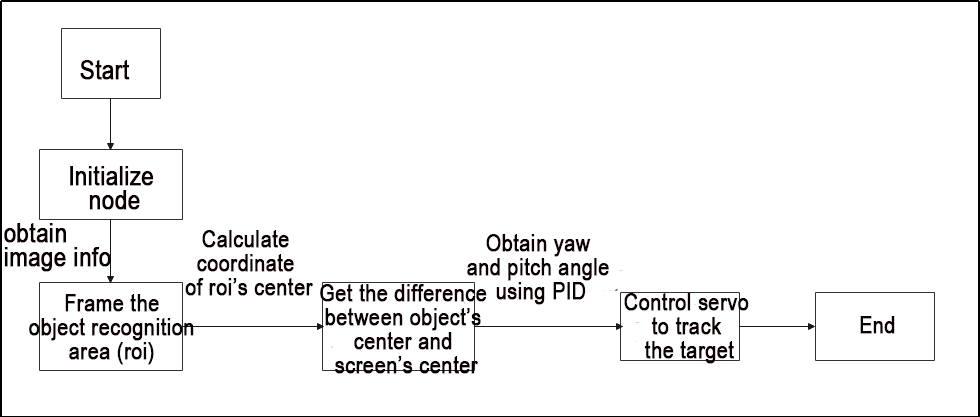 Start
Initialize
node
obtain
image info
Frame the
object recognition
area (roi)
Calculate
coordinate
of roi's center
Get the difference
between object's
center and
screen's center
Obtain yaw
and pitch angle
using PID
Control servo
to track
the target
End